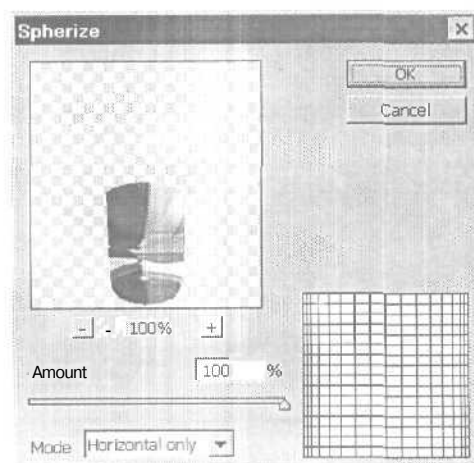 Spherize
OK
Cancel
- - 100% +
Amount 100 %
Mode Horizontal only